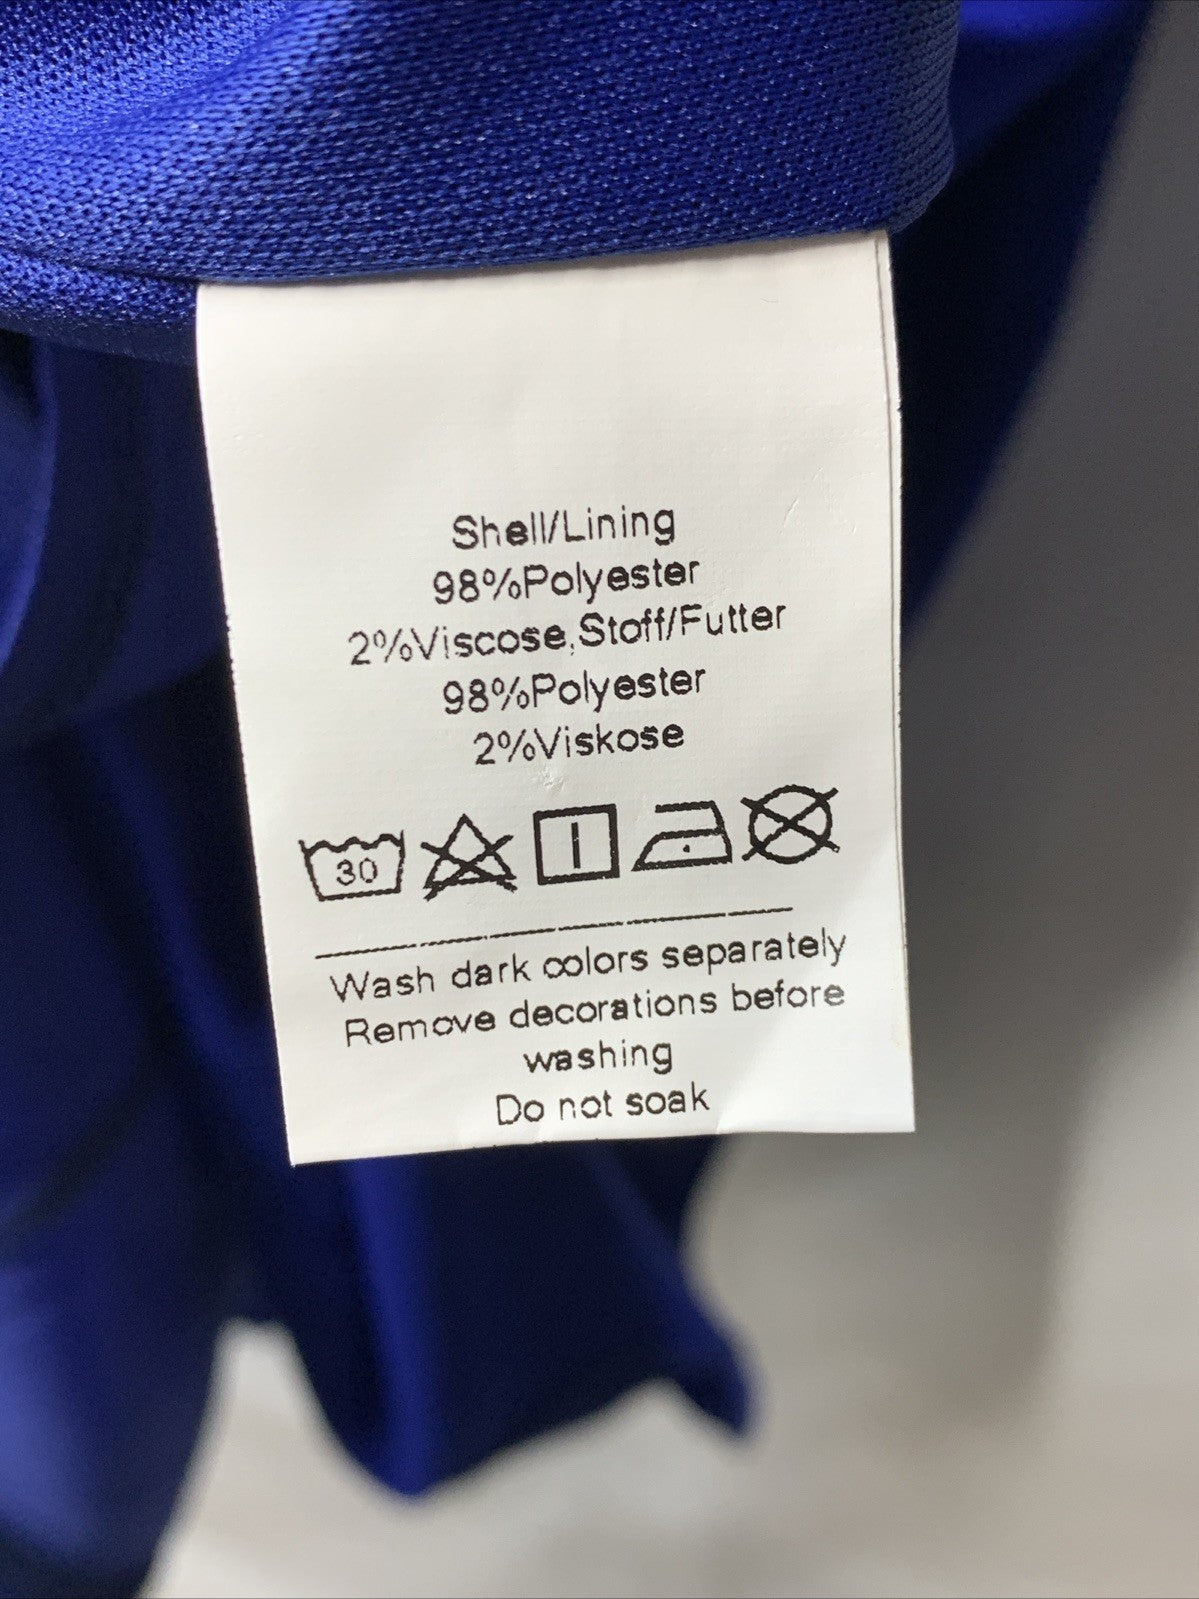 Shell/Lining
98%Polyester
2%Viscose,Stoff/Futter
98%Polyester
2%Viskose
30
Wash dark colors separately
Remove decorations before
washing
Do not soak